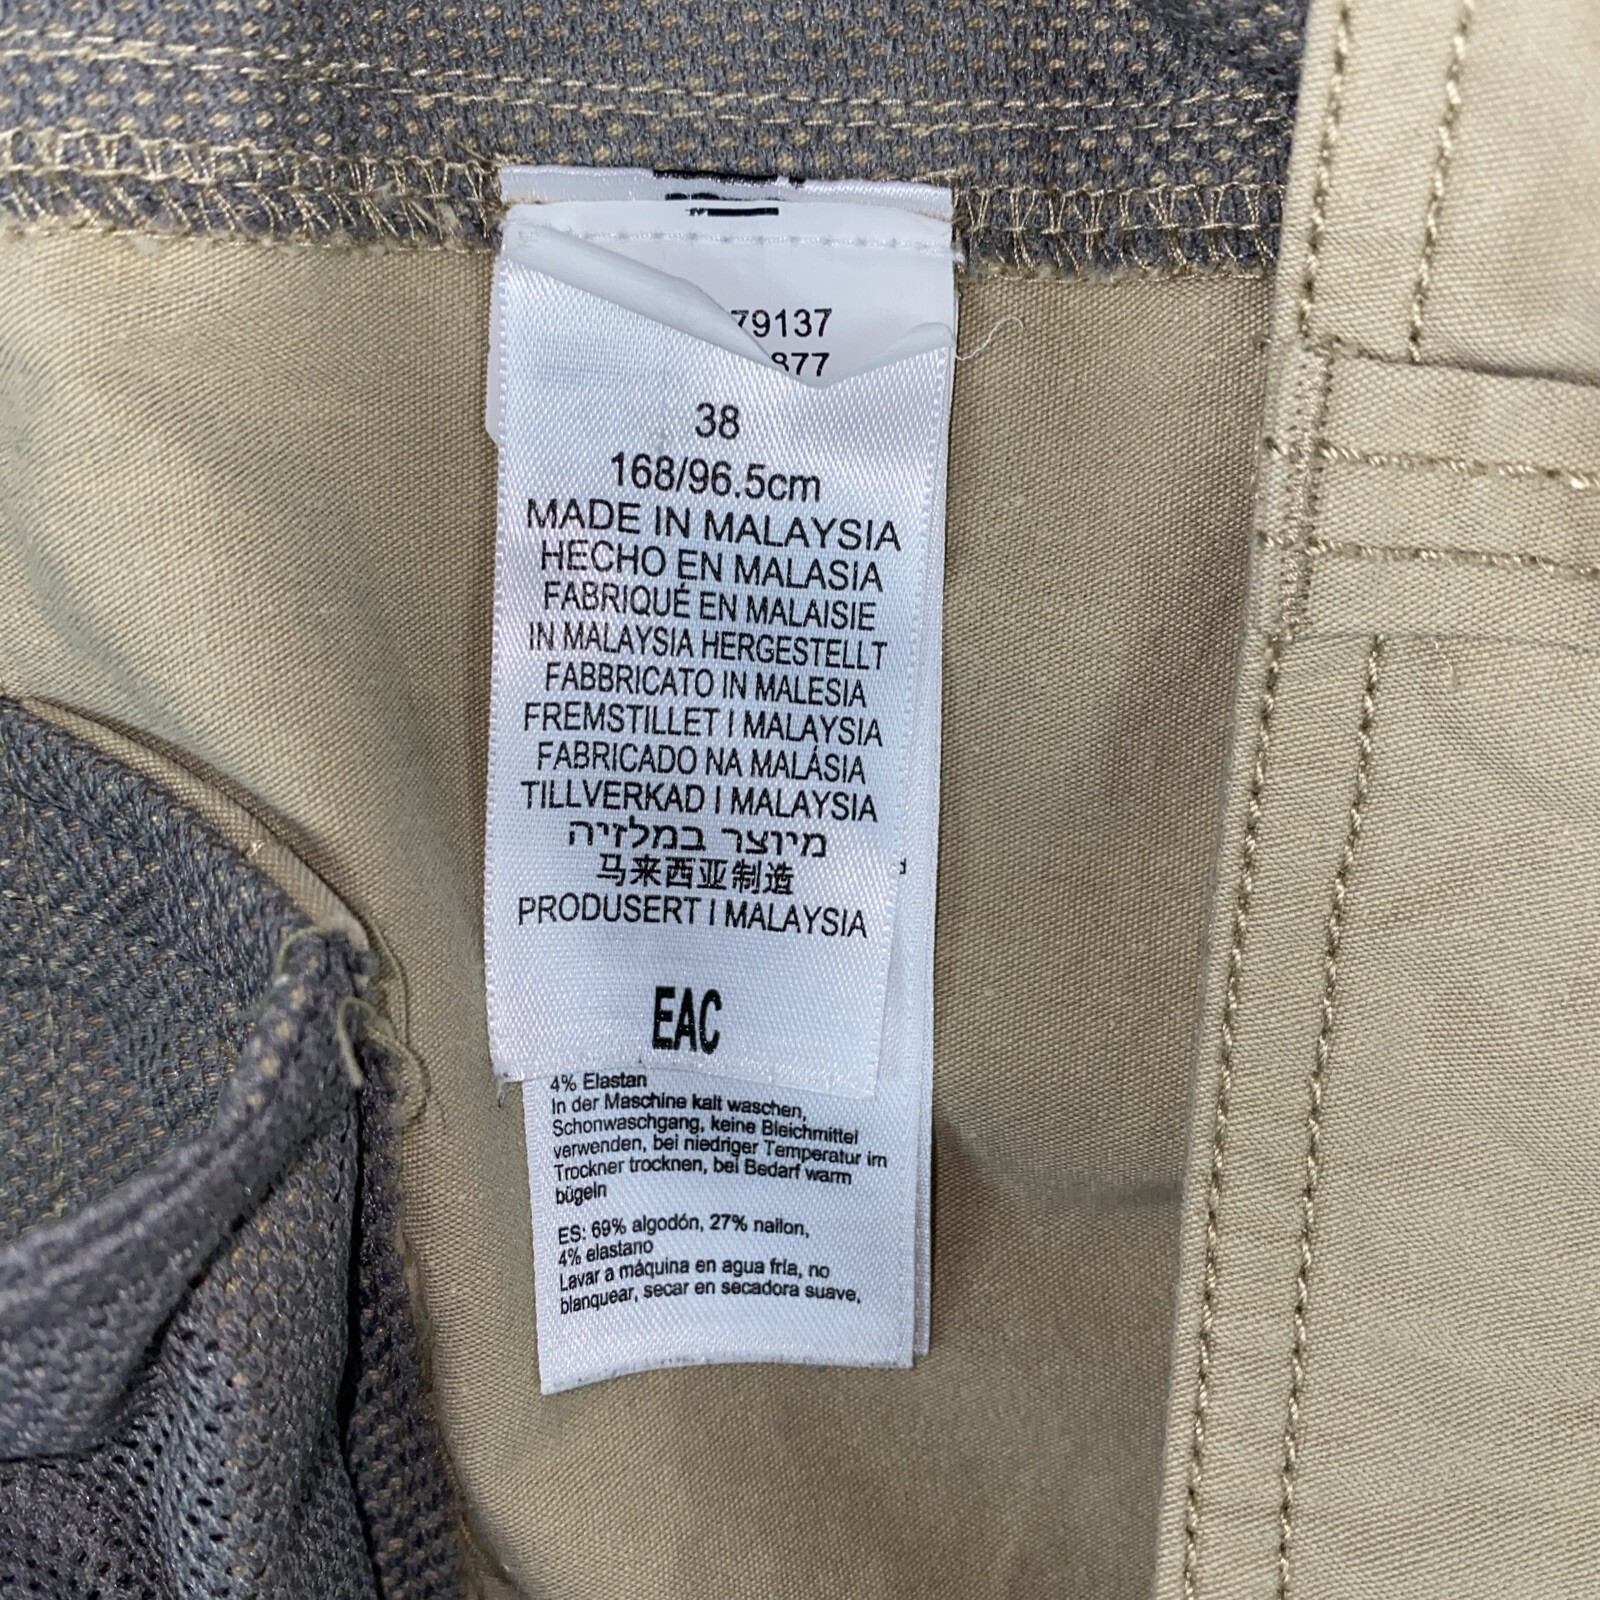 79137
877
38
168/96.5cm
MADE IN MALAYSIA
HECHO EN MALASIA
FABRIQUÉ EN MALAISIE
IN MALAYSIA HERGESTELLT
FABBRICATO IN MALESIA
FREMSTILLET I MALAYSIA
FABRICADO NA MALÁSIA
TILLVERKAD I MALAYSIA
מיוצר במלזיה
马来西亚制造
PRODUSERT I MALAYSIA
EAC
4% Elastan
In der Maschine kalt waschen,
Schonwaschgang, keine Bleichmittel
verwenden, bei niedriger Temperatur im
Trockner trocknen, bei Bedarf warm
bügeln
ES: 69% algodón, 27% nailon,
4% elastano
Lavar a máquina en agua fría, no
blanquear, secar en secadora suave,